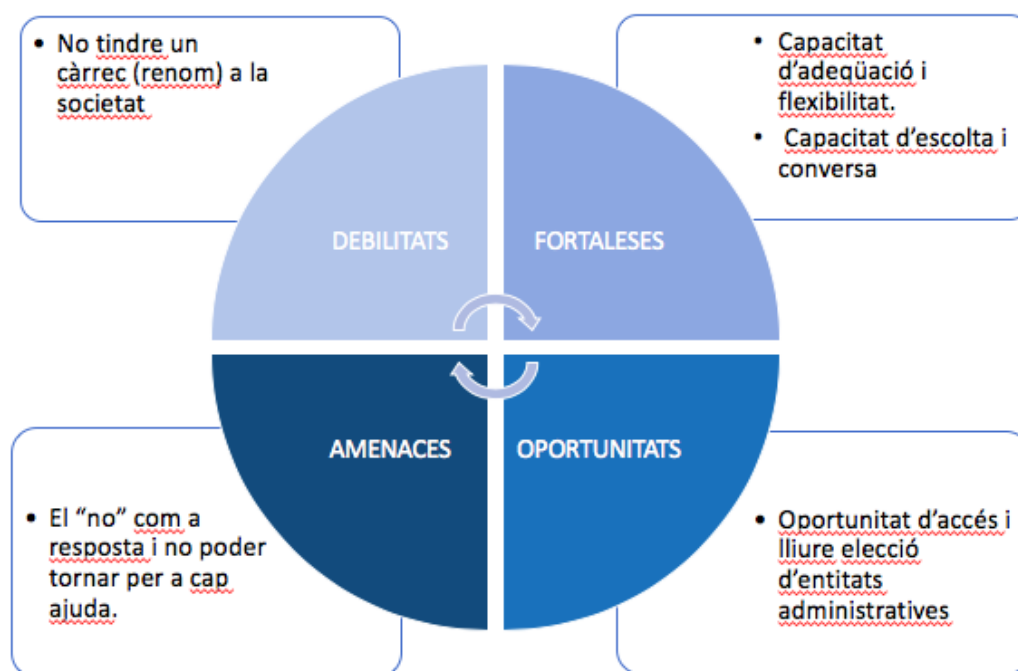 • No tindre un
càrrec (renom) a la
societat
• Capacitat
d'adeqüació i
flexibilitat.
• Capacitat d'escolta i
conversa
DEBILITATS
FORTALESES
AMENACES
OPORTUNITATS
• El “no” com a
resposta i no poder
tornar per a cap
ajuda.
• Oportunitat d'accés i
lliure elecció
d'entitats
administratives